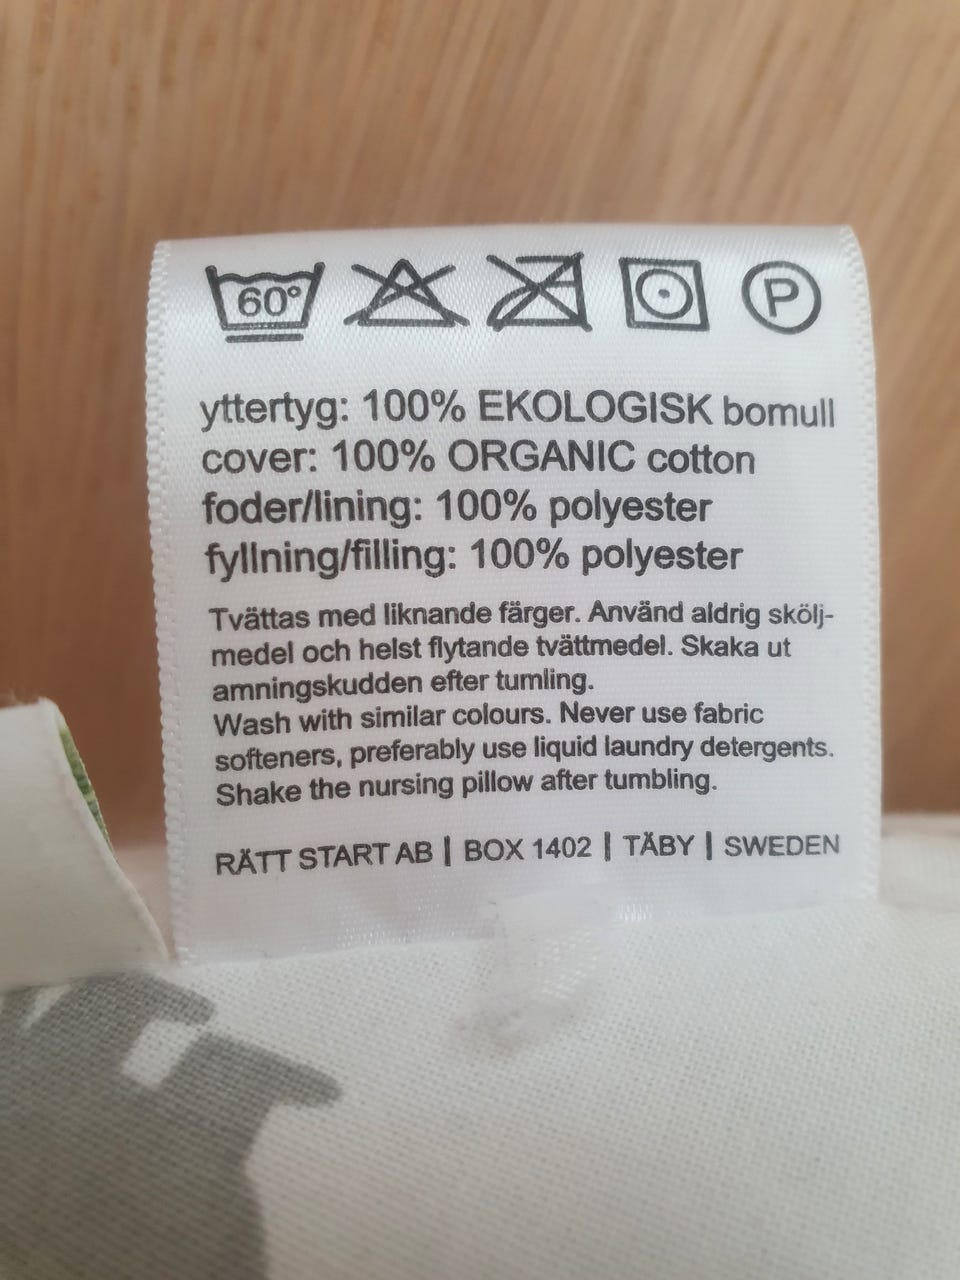 60°
P
yttertyg: 100% EKOLOGISK bomull
cover: 100% ORGANIC cotton
foder/lining: 100% polyester
fyllning/filling: 100% polyester
Tvättas med liknande färger. Använd aldrig skölj-
medel och helst flytande tvättmedel. Skaka ut
amningskudden efter tumling.
Wash with similar colours. Never use fabric
softeners, preferably use liquid laundry detergents.
Shake the nursing pillow after tumbling.
RÄTT START AB | BOX 1402 | TÄBY | SWEDEN